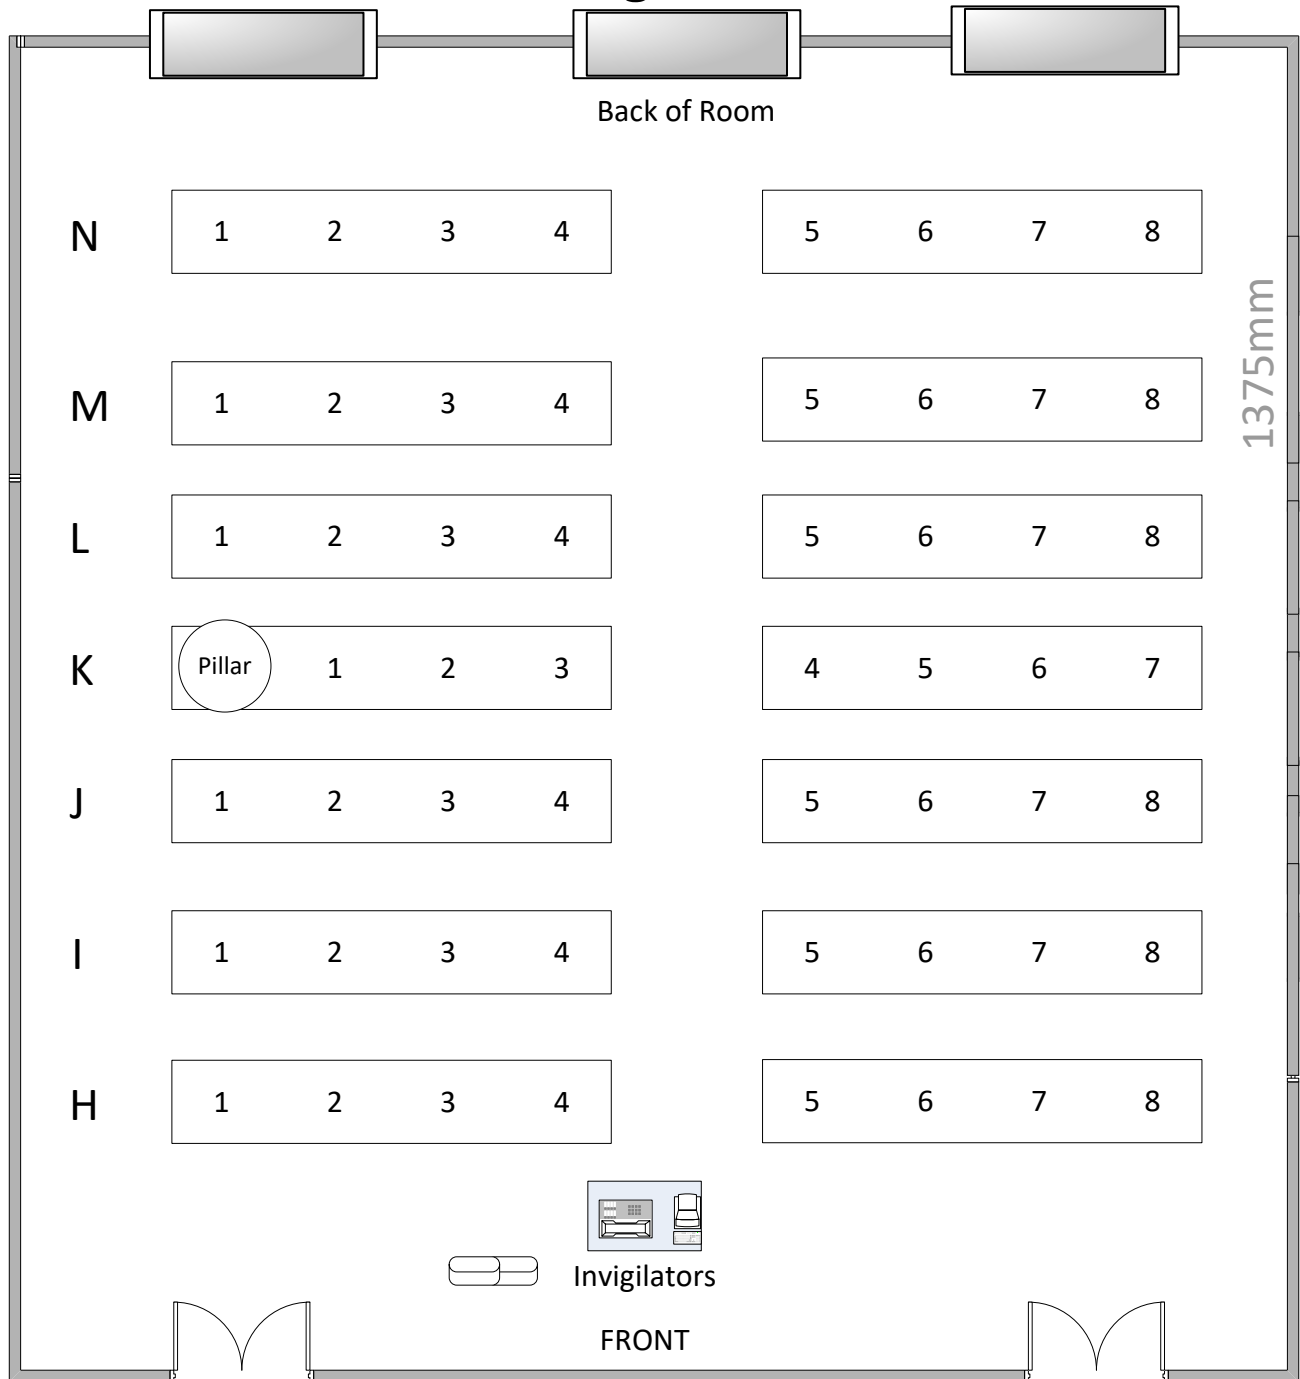 Back of Room
N 1 2 3 4 5 6 7 8
1375mm
M 1 2 3 4 5 6 7 8
L 1 2 3 4 5 6 7 8
K Pillar 1 2 3 4 5 6 7
J 1 2 3 4 5 6 7 8
I 1 2 3 4 5 6 7 8
H 1 2 3 4 5 6 7 8
Invigilators
FRONT